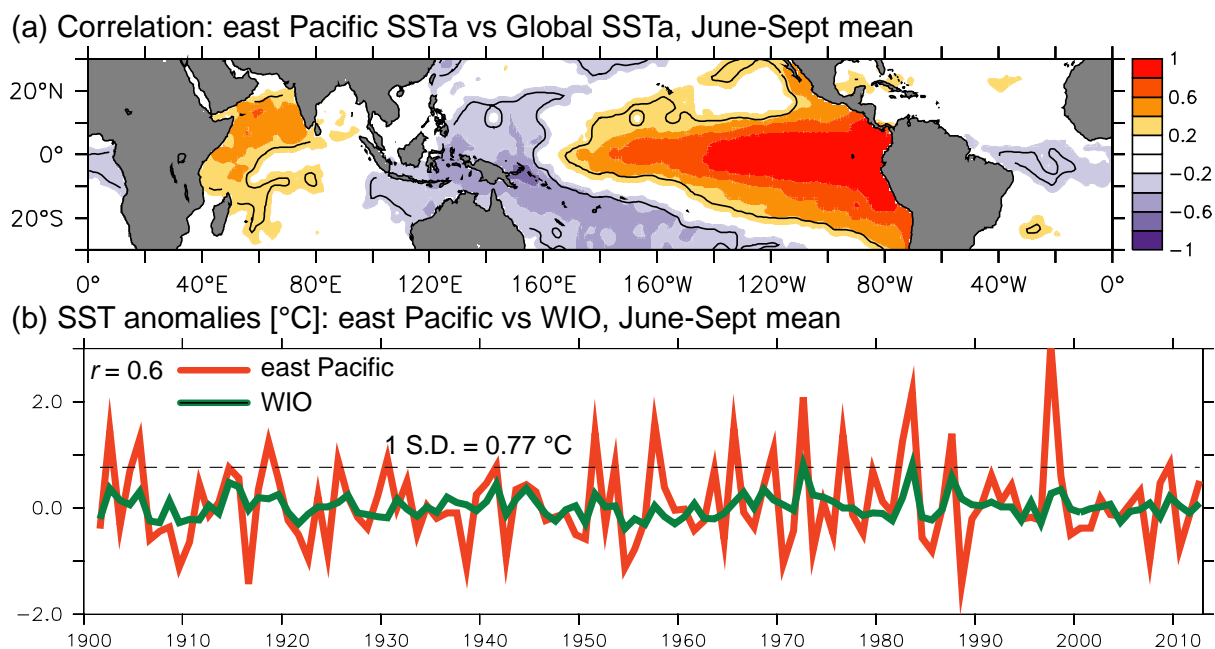 (a) Correlation: east Pacific SSTa vs Global SSTa, June-Sept mean
20°N
0°
20°S
1
0.6
0.2
−0.2
−0.6
−1
0° 40°E 80°E 120°E 160°E 160°W 120°W 80°W 0°
(b) SST anomalies [°C]: east Pacific vs WIO, June-Sept mean
r = 0.6
east Pacific
WIO
1 S.D. = 0.77 °C
2.0
0.0
−2.0
1900 1910 1920 1930 1940 1950 1960 1970 1980 1990 2000 2010